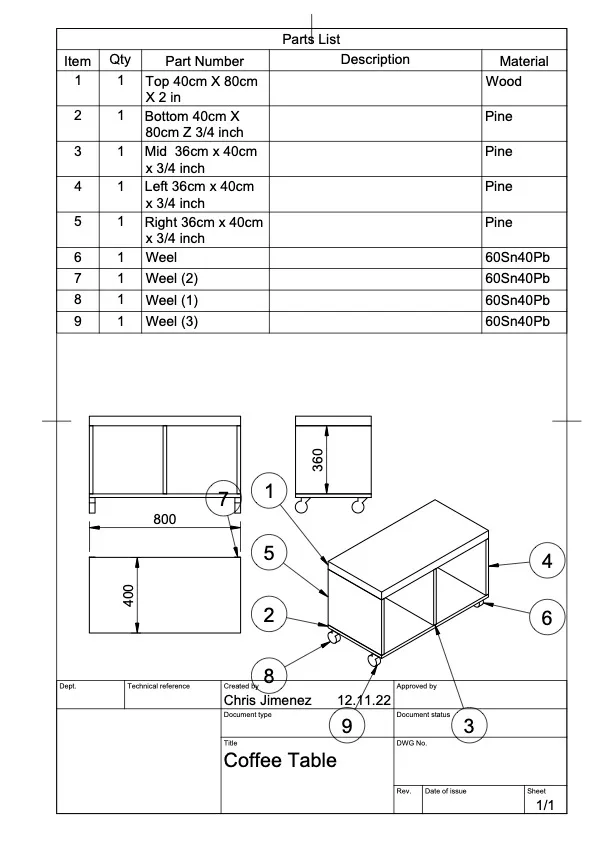 Parts List
Item Qty Part Number Description Material
1 1 Top 40cm X 80cm Wood
X 2 in
2 1 Bottom 40cm X Pine
80cm Z 3/4 inch
3 1 Mid 36cm x 40cm Pine
x 3/4 inch
4 1 Left 36cm x 40cm Pine
x 3/4 inch
5 1 Right 36cm x 40cm Pine
x 3/4 inch
6 1 Weel 60Sn40Pb
7 1 Weel (2) 60Sn40Pb
8 1 Weel (1) 60Sn40Pb
9 1 Weel (3) 60Sn40Pb
360
7
1
800
5
4
400
2
6
8
9
3
Dept. Technical reference Created by Approved by
Chris Jimenez 12.11.22
Document type Document status
Title DWG No.
Coffee Table
Rev. Date of issue Sheet
1/1